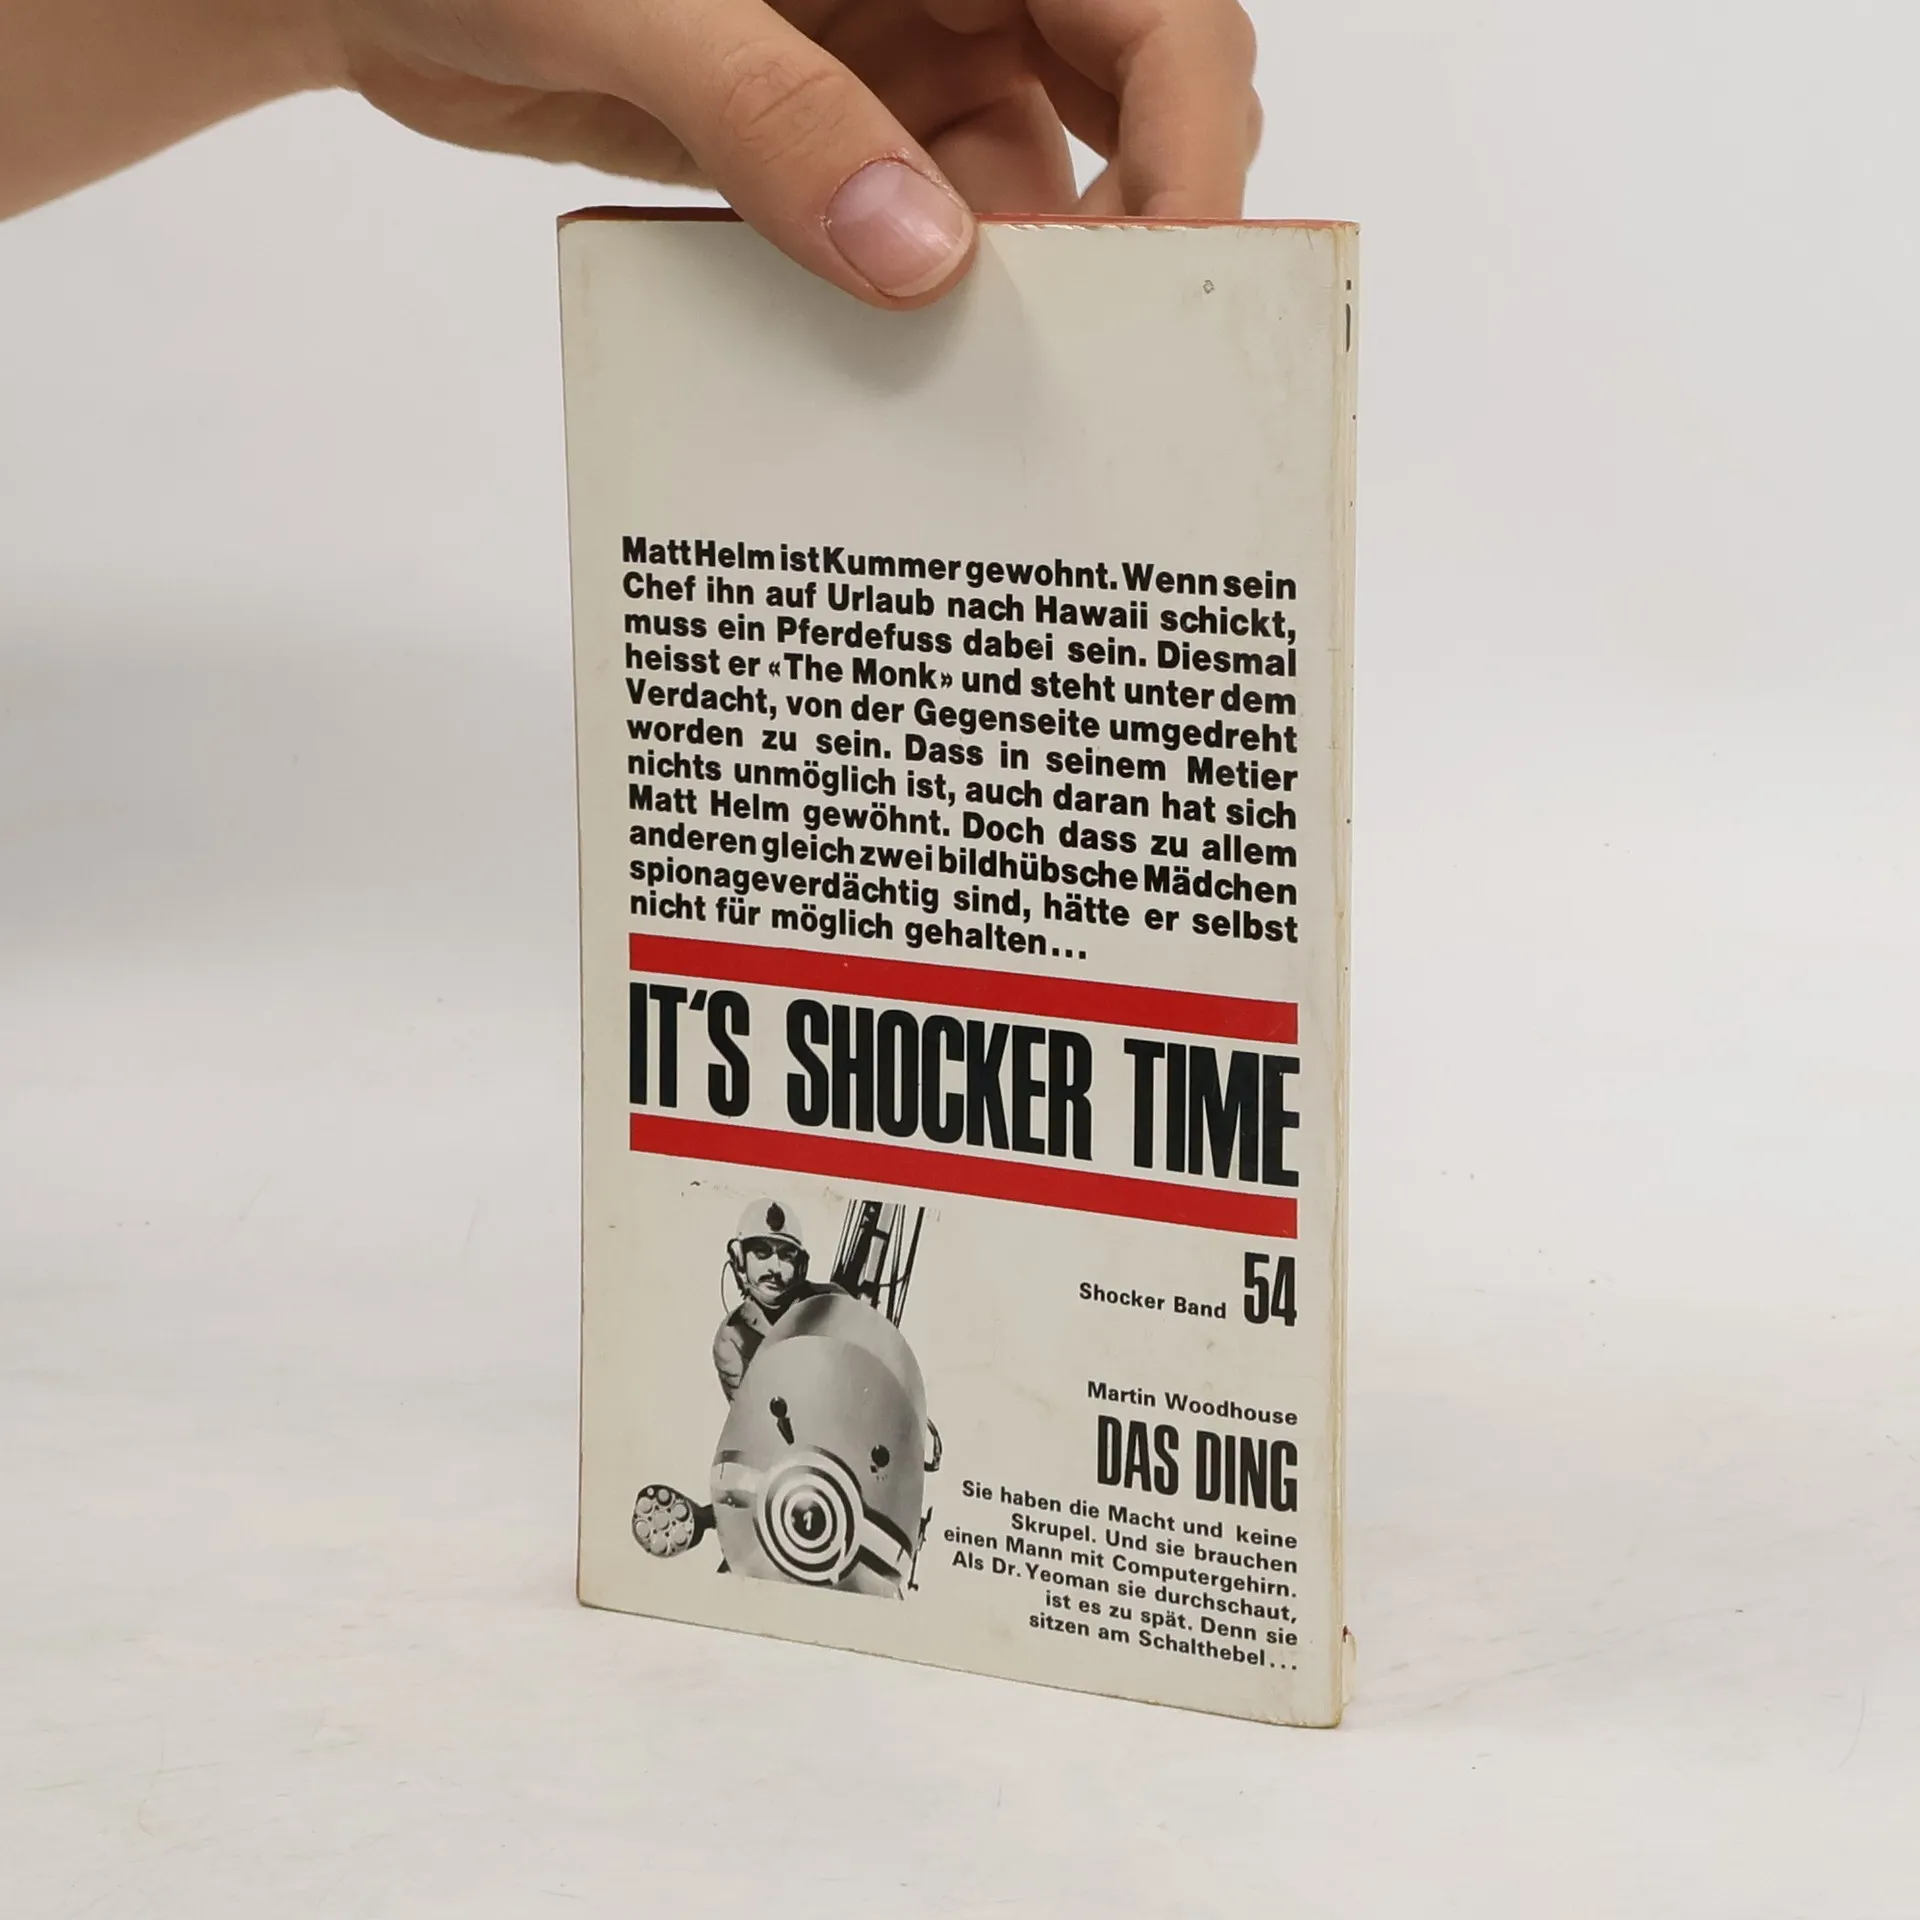 Matt Helm ist Kummer gewohnt. Wenn sein
Chef ihn auf Urlaub nach Hawaii schickt,
muss ein Pferdefuss dabei sein. Diesmal
heisst er «The Monk» und steht unter dem
Verdacht, von der Gegenseite umgedreht
worden zu sein. Dass in seinem Metier
nichts unmöglich ist, auch daran hat sich
Matt Helm gewöhnt. Doch dass zu allem
anderen gleich zwei bildhübsche Mädchen
spionageverdächtig sind, hätte er selbst
nicht für möglich gehalten...
IT'S SHOCKER TIME
Shocker Band 54
Martin Woodhouse
DAS DING
Sie haben die Macht und keine
Skrupel. Und sie brauchen
einen Mann mit Computergehirn.
Als Dr. Yeoman sie durchschaut,
ist es zu spät. Denn sie
sitzen am Schalthebel...
1